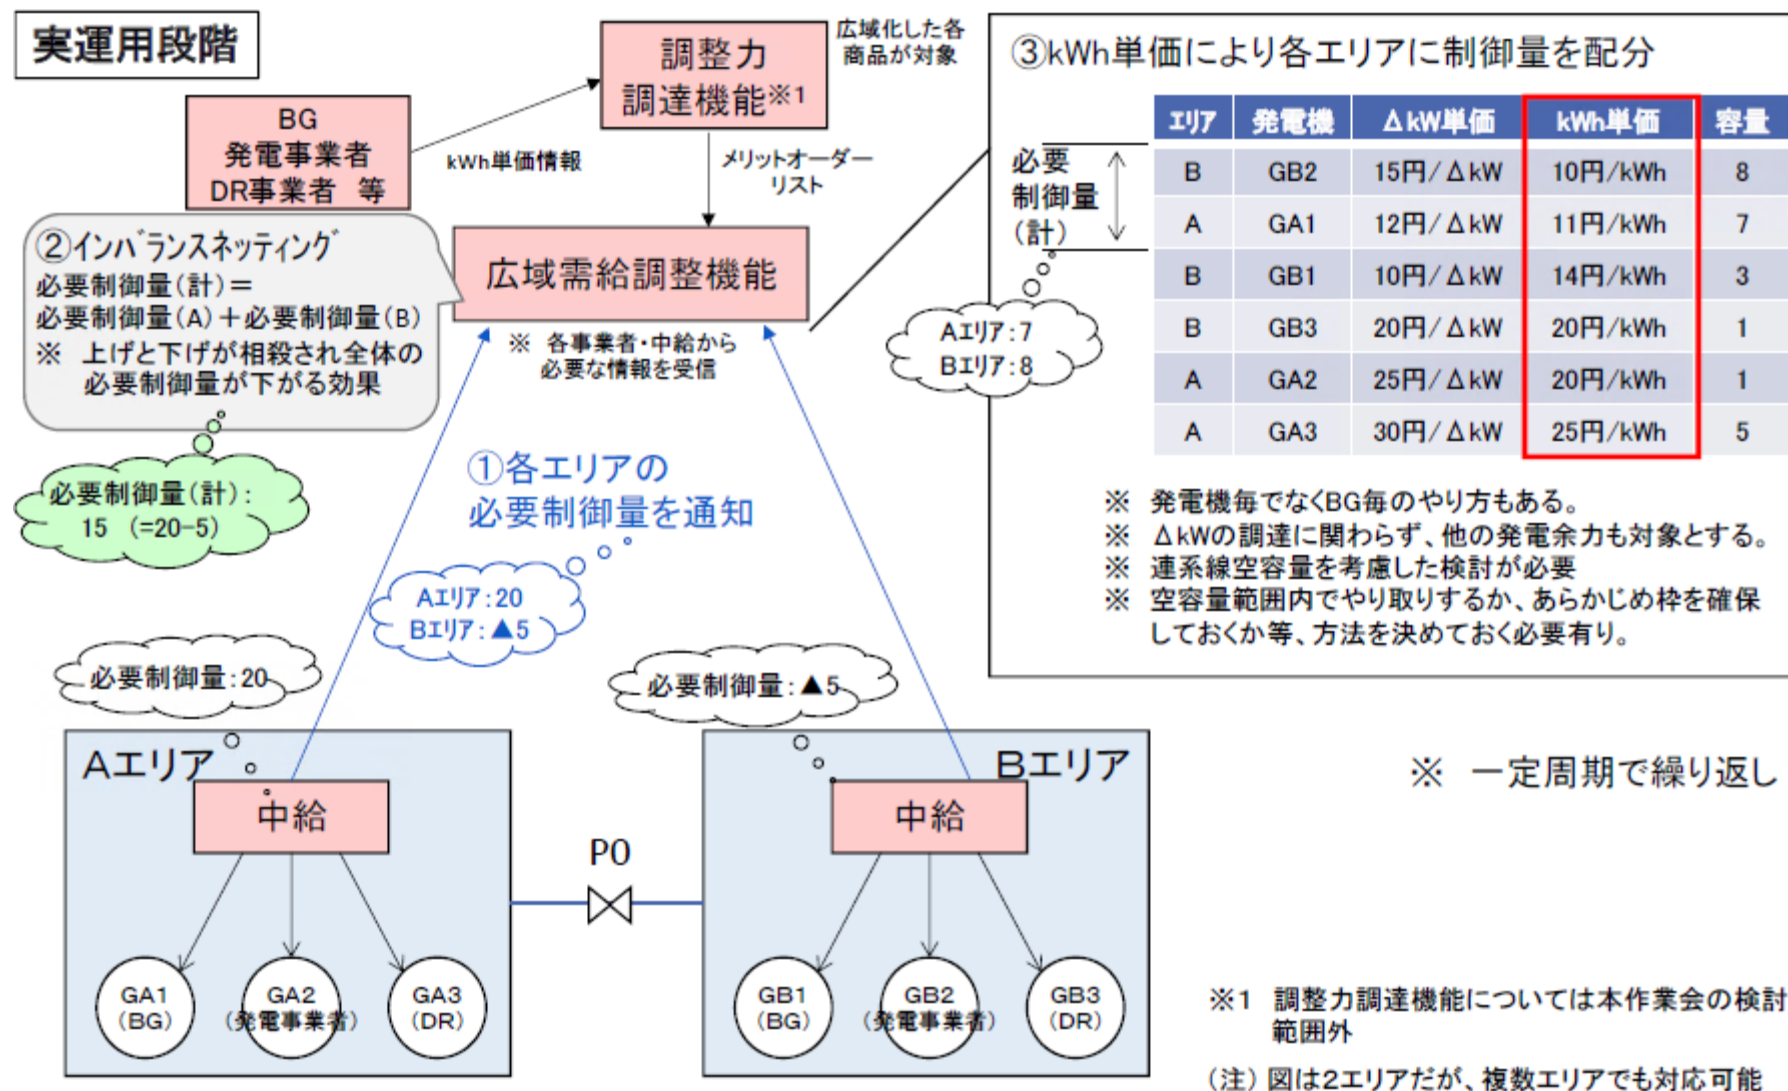 実運用段階
BG
発電事業者
DR事業者 等
kWh単価情報
調整力
調達機能※1
広域化した各
商品が対象
メリットオーダー
リスト
②インバランスネッティング
必要制御量(計)=
必要制御量(A)+必要制御量(B)
※ 上げと下げが相殺され全体の
必要制御量が下がる効果
広域需給調整機能
※ 各事業者・中給から
必要な情報を受信
必要制御量(計):
15 (=20-5)
①各エリアの
必要制御量を通知
Aエリア:20
Bエリア:▲5
必要制御量:20
必要制御量:▲5
Aエリア
中給
GA1
(BG)
GA2
(発電事業者)
GA3
(DR)
PO
Bエリア
中給
GB1
(BG)
GB2
(発電事業者)
GB3
(DR)
③kWh単価により各エリアに制御量を配分
必要
制御量
(計)
Aエリア:7
Bエリア:8
エリア 発電機 ΔkW単価 kWh単価 容量
B GB2 15円/ΔkW 10円/kWh 8
A GA1 12円/ΔkW 11円/kWh 7
B GB1 10円/ΔkW 14円/kWh 3
B GB3 20円/ΔkW 20円/kWh 1
A GA2 25円/ΔkW 20円/kWh 1
A GA3 30円/ΔkW 25円/kWh 5
※ 発電機毎でなくBG毎のやり方もある。
※ ΔkWの調達に関わらず、他の発電余力も対象とする。
※ 連系線空容量を考慮した検討が必要
※ 空容量範囲内でやり取りするか、あらかじめ枠を確保
しておくか等、方法を決めておく必要有り。
※ 一定周期で繰り返し
※1 調整力調達機能については本作業会の検討
範囲外
(注) 図は2エリアだが、複数エリアでも対応可能